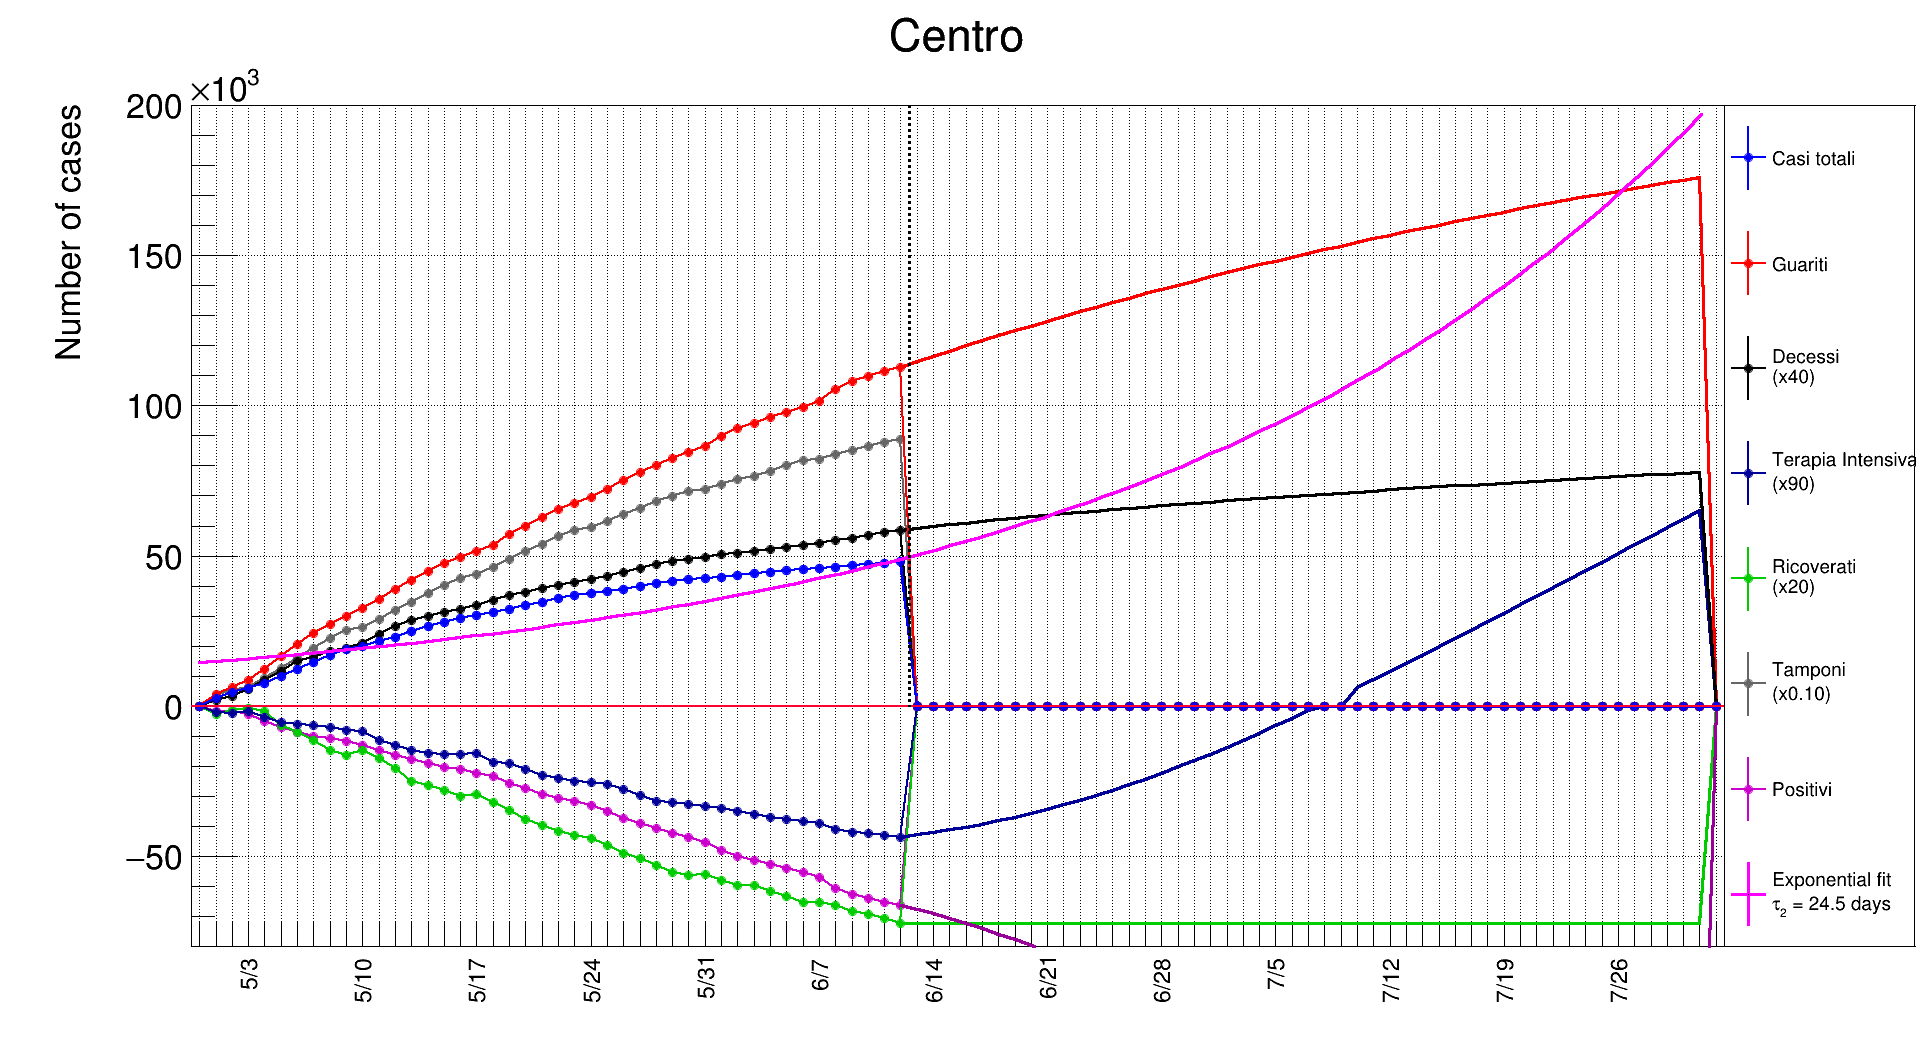 Centro
×10³
Number of cases
200
150
100
50
0
−50
5/3
5/10
5/17
5/24
5/31
6/7
6/14
6/21
6/28
7/5
7/12
7/19
7/26
Casi totali
Guariti
Decessi
(x40)
Terapia Intensiva
(x90)
Ricoverati
(x20)
Tamponi
(x0.10)
Positivi
Exponential fit
τ₂ = 24.5 days